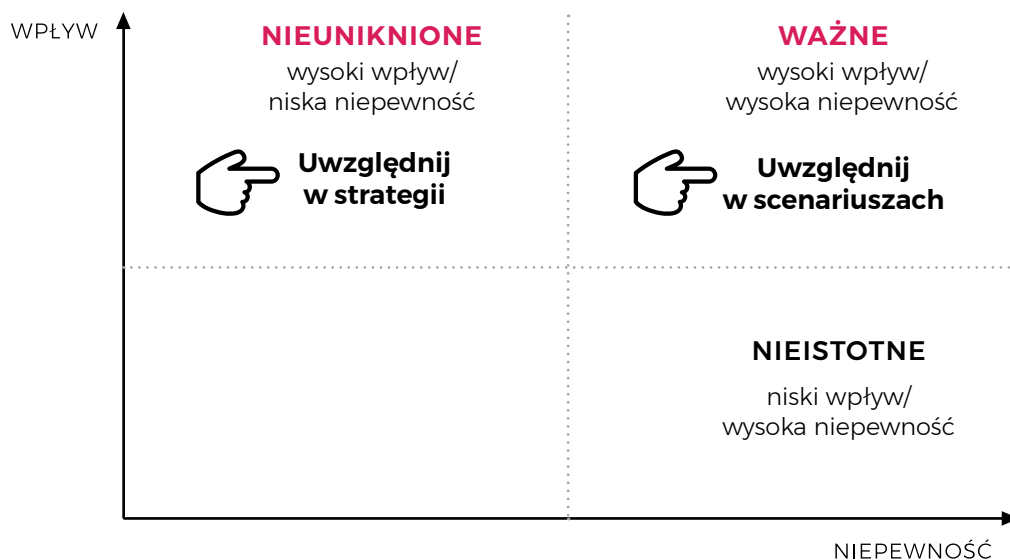 WPŁYW
NIEUNIKNIONE
wysoki wpływ/
niska niepewność
Uwzględnij
w strategii
WAŻNE
wysoki wpływ/
wysoka niepewność
Uwzględnij
w scenariuszach
NIEISTOTNE
niski wpływ/
wysoka niepewność
NIEPEWNOŚĆ